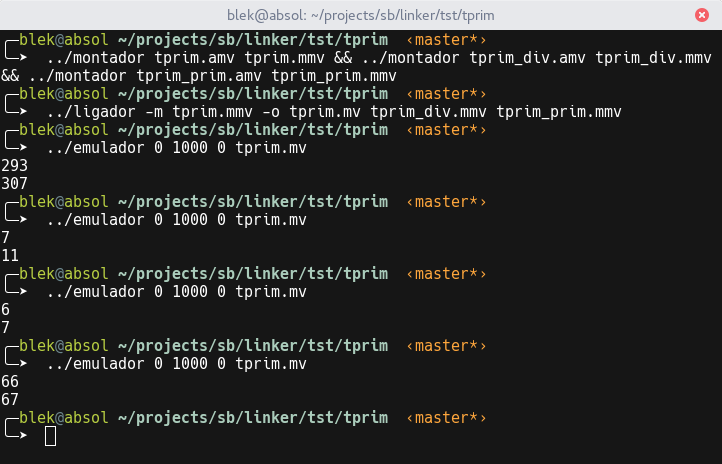 blek@absol: ~/projects/sb/linker/tst/tprim
╭─blek@absol ~/projects/sb/linker/tst/tprim ‹master*›
╰─➤ ../montador tprim.amv tprim.mmv && ../montador tprim_div.amv tprim_div.mmv
&& ../montador tprim_prim.amv tprim_prim.mmv
╭─blek@absol ~/projects/sb/linker/tst/tprim ‹master*›
╰─➤ ../ligador -m tprim.mmv -o tprim.mv tprim_div.mmv tprim_prim.mmv
╭─blek@absol ~/projects/sb/linker/tst/tprim ‹master*›
╰─➤ ../emulador 0 1000 0 tprim.mv
293
307
╭─blek@absol ~/projects/sb/linker/tst/tprim ‹master*›
╰─➤ ../emulador 0 1000 0 tprim.mv
7
11
╭─blek@absol ~/projects/sb/linker/tst/tprim ‹master*›
╰─➤ ../emulador 0 1000 0 tprim.mv
6
7
╭─blek@absol ~/projects/sb/linker/tst/tprim ‹master*›
╰─➤ ../emulador 0 1000 0 tprim.mv
66
67
╭─blek@absol ~/projects/sb/linker/tst/tprim ‹master*›
╰─➤